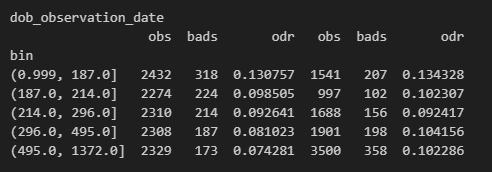 dob_observation_date
obs bads odr obs bads odr
bin
(0.999, 187.0] 2432 318 0.130757 1541 207 0.134328
(187.0, 214.0] 2274 224 0.098505 997 102 0.102307
(214.0, 296.0] 2310 214 0.092641 1688 156 0.092417
(296.0, 495.0] 2308 187 0.081023 1901 198 0.104156
(495.0, 1372.0] 2329 173 0.074281 3500 358 0.102286